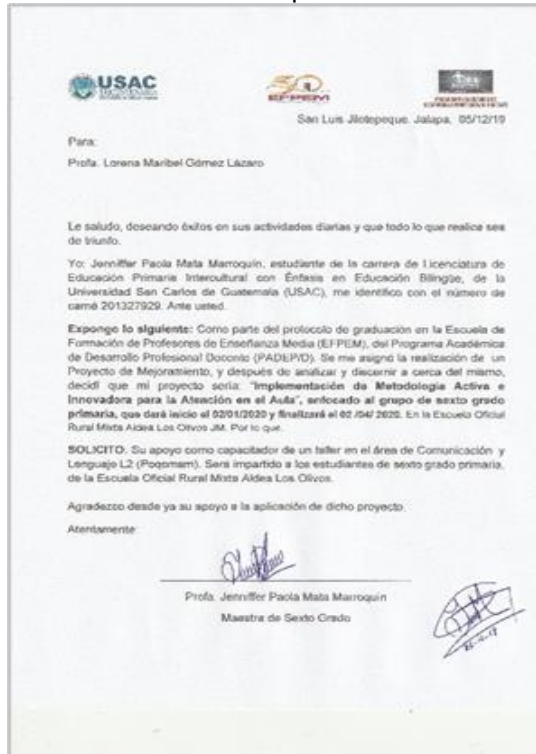 USAC
TRICENTENARIA
50
EFPEM
San Luis Jilotepeque. Jalapa, 05/12/19
Para:
Profa. Lorena Maribel Gómez Lázaro
Le saludo, deseando éxitos en sus actividades diarias y que todo lo que realice sea
de triunfo.
Yo: Jenniffer Paola Mata Marroquín, estudiante de la carrera de Licenciatura de
Educación Primaria Intercultural con Énfasis en Educación Bilingüe, de la
Universidad San Carlos de Guatemala (USAC), me identifico con el número de
carné 201327929. Ante usted.
Expongo lo siguiente: Como parte del protocolo de graduación en la Escuela de
Formación de Profesores de Enseñanza Media (EFPEM), del Programa Académica
de Desarrollo Profesional Docente (PADEP/D). Se me asignó la realización de un
Proyecto de Mejoramiento, y después de analizar y discernir a cerca del mismo,
decidí que mi proyecto sería: "Implementación de Metodología Activa e
Innovadora para la Atención en el Aula", enfocado al grupo de sexto grado
primaria, que dará inicio el 02/01/2020 y finalizará el 02 /04/ 2020. En la Escuela Oficial
Rural Mixta Aldea Los Olivos JM. Por lo que.
SOLICITO. Su apoyo como capacitador de un taller en el área de Comunicación y
Lenguaje L2 (Poqomam). Será impartido a los estudiantes de sexto grado primaria,
de la Escuela Oficial Rural Mixta Aldea Los Olivos.
Agradezco desde ya su apoyo a la aplicación de dicho proyecto.
Atentamente:
Profa. Jenniffer Paola Mata Marroquín
Maestra de Sexto Grado